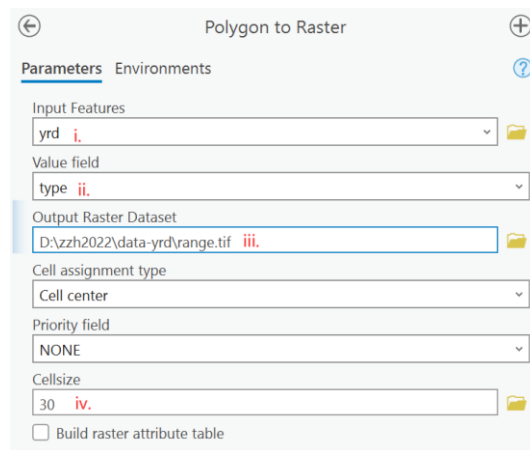 Polygon to Raster
Parameters Environments
Input Features
yrd i.
Value field
type ii.
Output Raster Dataset
D:\zzh2022\data-yrd\range.tif iii.
Cell assignment type
Cell center
Priority field
NONE
Cellsize
30 iv.
Build raster attribute table